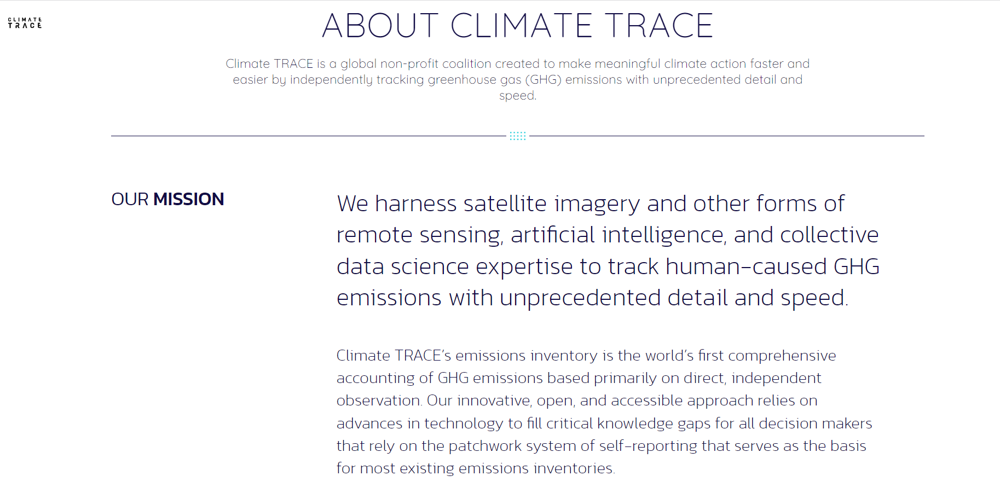 CLIMATE
TRACE
ABOUT CLIMATE TRACE
Climate TRACE is a global non-profit coalition created to make meaningful climate action faster and
easier by independently tracking greenhouse gas (GHG) emissions with unprecedented detail and
speed.
OUR MISSION
We harness satellite imagery and other forms of
remote sensing, artificial intelligence, and collective
data science expertise to track human-caused GHG
emissions with unprecedented detail and speed.
Climate TRACE’s emissions inventory is the world’s first comprehensive
accounting of GHG emissions based primarily on direct, independent
observation. Our innovative, open, and accessible approach relies on
advances in technology to fill critical knowledge gaps for all decision makers
that rely on the patchwork system of self-reporting that serves as the basis
for most existing emissions inventories.